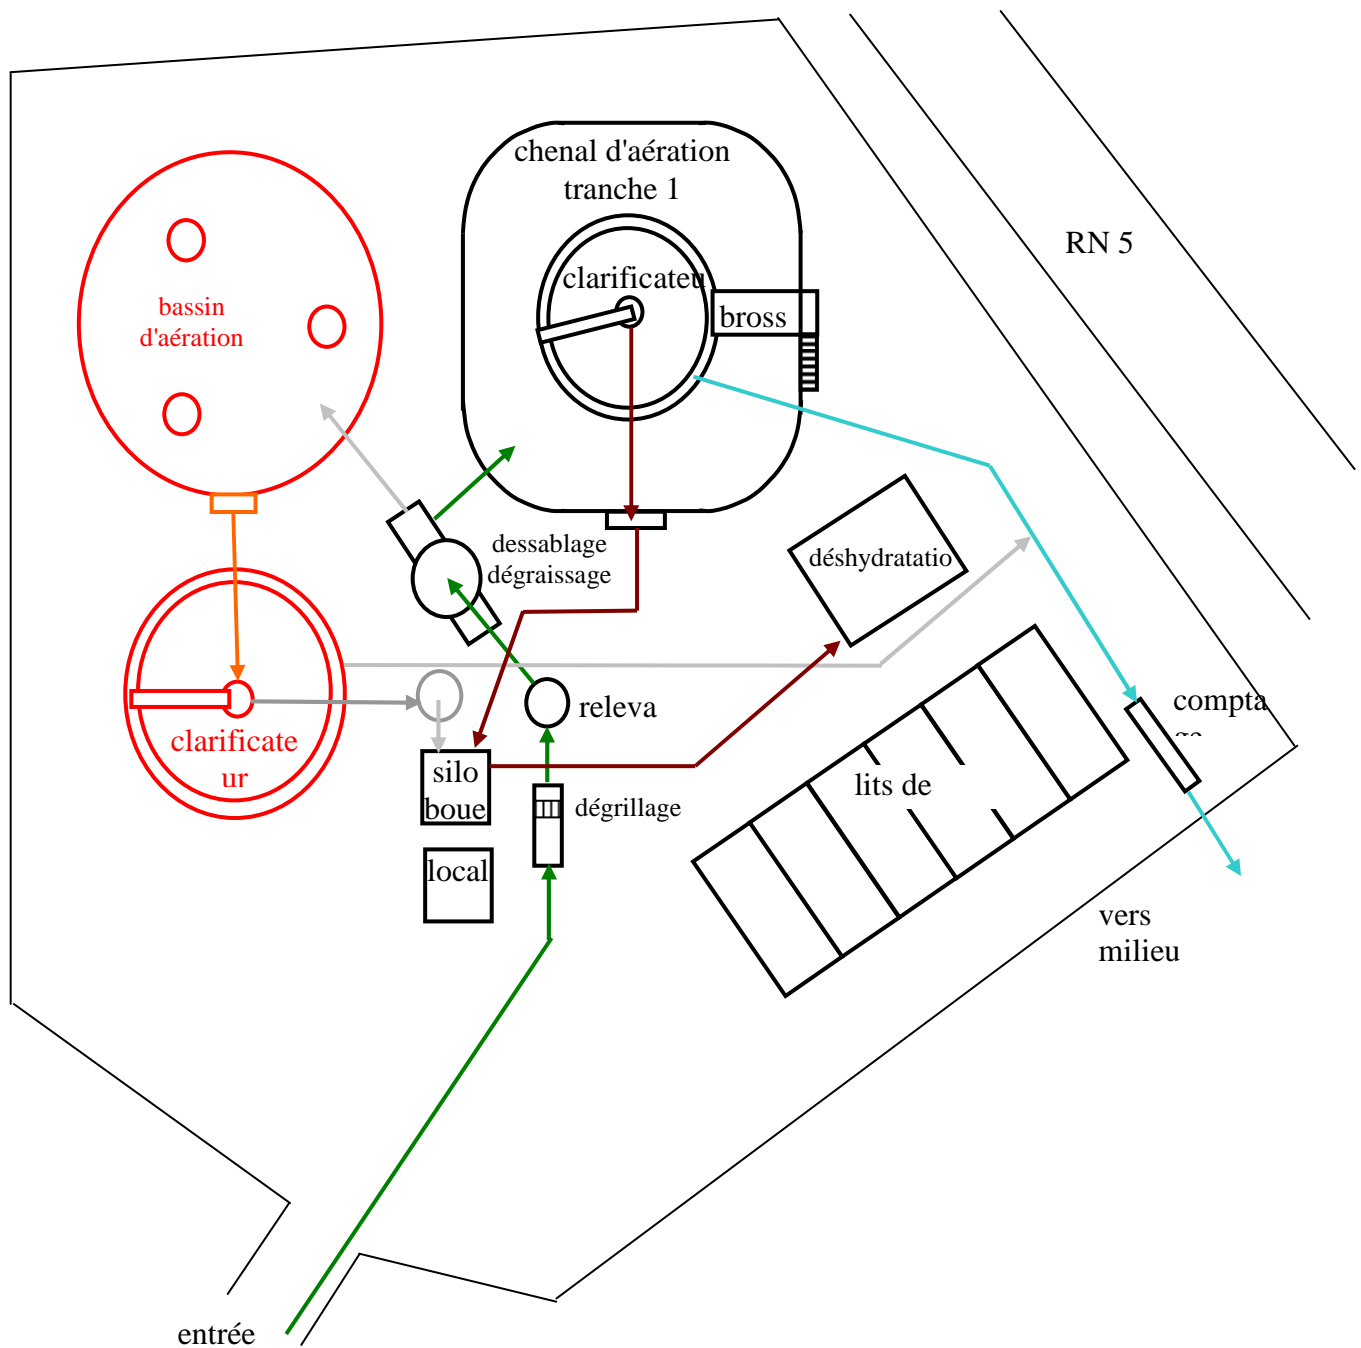 chenal d'aération
tranche 1
RN 5
clarificateu
bassin
d'aération
bross
dessablage
dégraissage
déshydratatio
releva
compta
clarificate
ur
silo
boue
dégrillage
lits de
local
vers
milieu
entrée